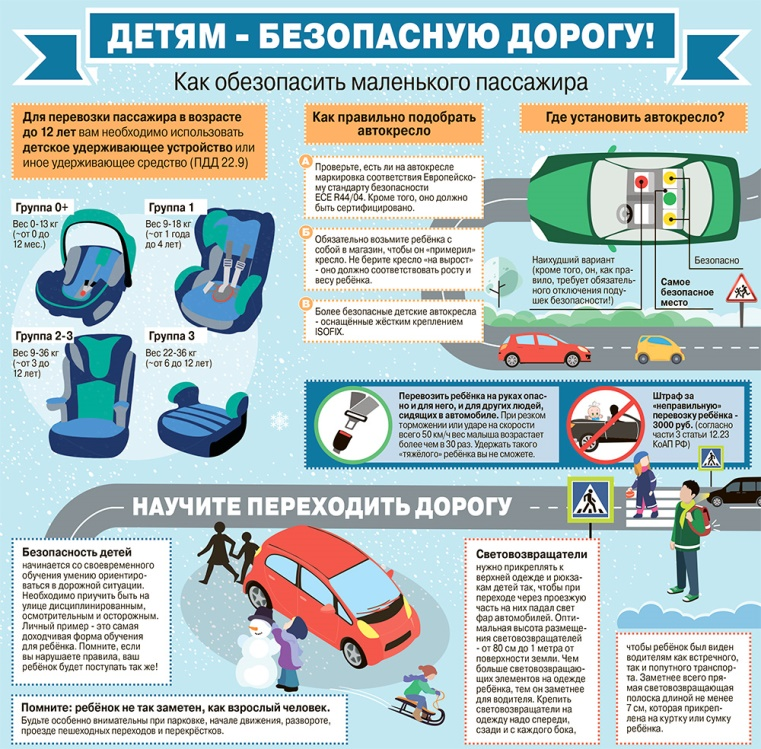 ДЕТЯМ - БЕЗОПАСНУЮ ДОРОГУ!
Как обезопасить маленького пассажира
Для перевозки пассажира в возрасте
до 12 лет вам необходимо использовать
детское удерживающее устройство или
иное удерживающее средство (ПДД 22.9)
Группа 0+
Вес 0-13 кг
(~от 0 до
12 мес.)
Группа 1
Вес 9-18 кг
(~от 1 года
до 4 лет)
Группа 2-3
Вес 9-36 кг
(~от 3 до
12 лет)
Группа 3
Вес 22-36 кг
(~от 6 до 12 лет)
Как правильно подобрать
автокресло
А
Проверьте, есть ли на автокресле
маркировка соответствия Европейско-
му стандарту безопасности
ECE R44/04. Кроме того, оно должно
быть сертифицировано.
Б
Обязательно возьмите ребёнка с
собой в магазин, чтобы он «примерил»
кресло. Не берите кресло «на вырост»
- оно должно соответствовать росту и
весу ребёнка.
В
Более безопасные детские автокресла
- оснащённые жёстким креплением
ISOFIX.
Где установить автокресло?
Наихудший вариант
(кроме того, он, как пра-
вило, требует обязатель-
ного отключения поду-
шек безопасности!)
Самое
безопасное
место
Безопасно
Перевозить ребёнка на руках опас-
но и для него, и для других людей,
сидящих в автомобиле. При резком
торможении или ударе на скорости
всего 50 км/ч вес малыша возрастает
более чем в 30 раз. Удержать такого
«тяжёлого» ребёнка вы не сможете.
Штраф за
«неправильную»
перевозку ребёнка -
3000 руб. (согласно
части 3 статьи 12.23
КоАП РФ)
НАУЧИТЕ ПЕРЕХОДИТЬ ДОРОГУ
Безопасность детей
начинается со своевременного
обучения умению ориентиро-
ваться в дорожной ситуации.
Необходимо приучить быть на
улице дисциплинированным,
осмотрительным и осторожным.
Личный пример - это самая
доходчивая форма обучения
для ребёнка. Помните, если
вы нарушаете правила, ваш
ребёнок будет поступать так же!
Помните: ребёнок не так заметен, как взрослый человек.
Будьте особенно внимательны при парковке, начале движения, развороте,
проезде пешеходных переходов и перекрёстков.
Световозвращатели
нужно прикреплять к
верхней одежде и рюкза-
кам детей так, чтобы при
переходе через проезжую
часть на них падал свет
фар автомобилей. Опти-
мальная высота размеще-
ния световозвращателей
- от 80 см до 1 метра от
поверхности земли. Чем
больше световозвращаю-
щих элементов на одежде
ребёнка, тем он заметнее
для водителя. Крепить
световозвращатели на
одежду надо спереди,
сзади и с каждого бока,
чтобы ребёнок был виден
водителям как встречного,
так и попутного транспор-
та. Заметнее всего пря-
мая световозвращающая
полоска длиной не менее
7 см, которая прикреп-
лена на куртку или сумку
ребёнка.